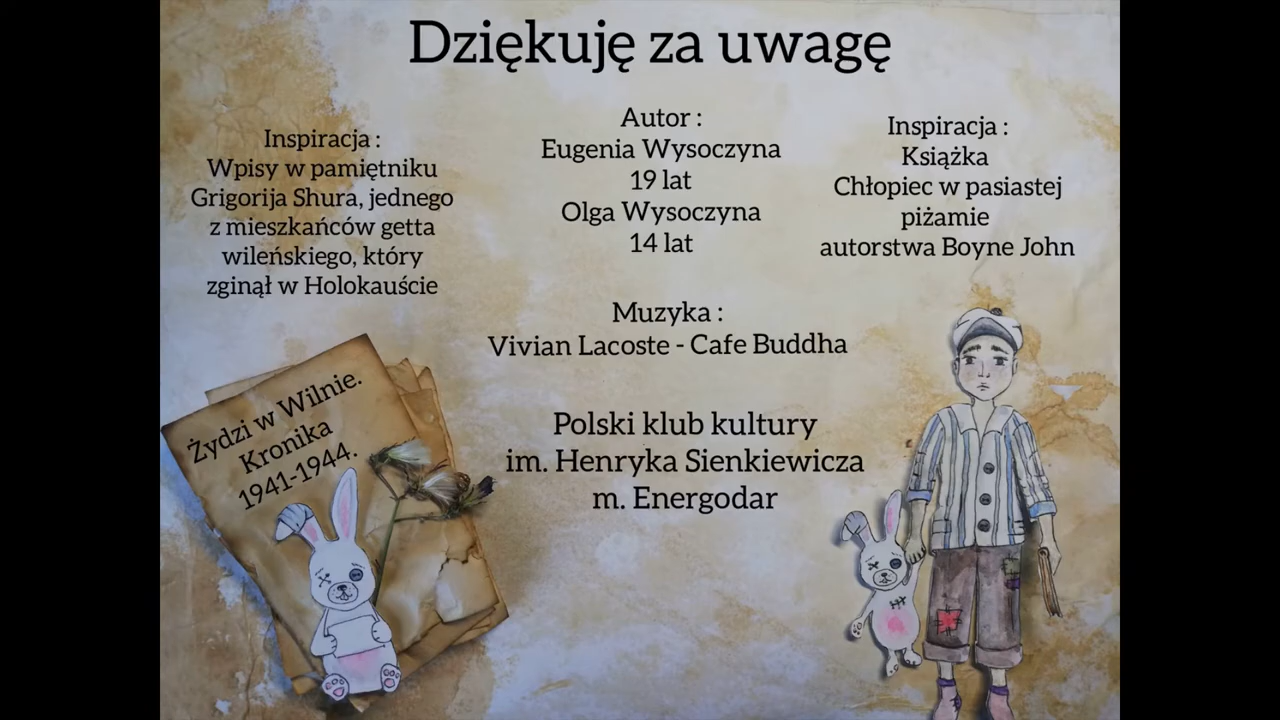 Dziękuję za uwagę
Inspiracja :
Wpisy w pamiętniku
Grigorija Shura, jednego
z mieszkańców getta
wileńskiego, który
zginął w Holokauście
Autor :
Eugenia Wysoczyna
19 lat
Olga Wysoczyna
14 lat
Inspiracja :
Książka
Chłopiec w pasiastej
piżamie
autorstwa Boyne John
Muzyka :
Vivian Lacoste - Cafe Buddha
Polski klub kultury
im. Henryka Sienkiewicza
m. Energodar
Żydzi w Wilnie.
Kronika
1941-1944.